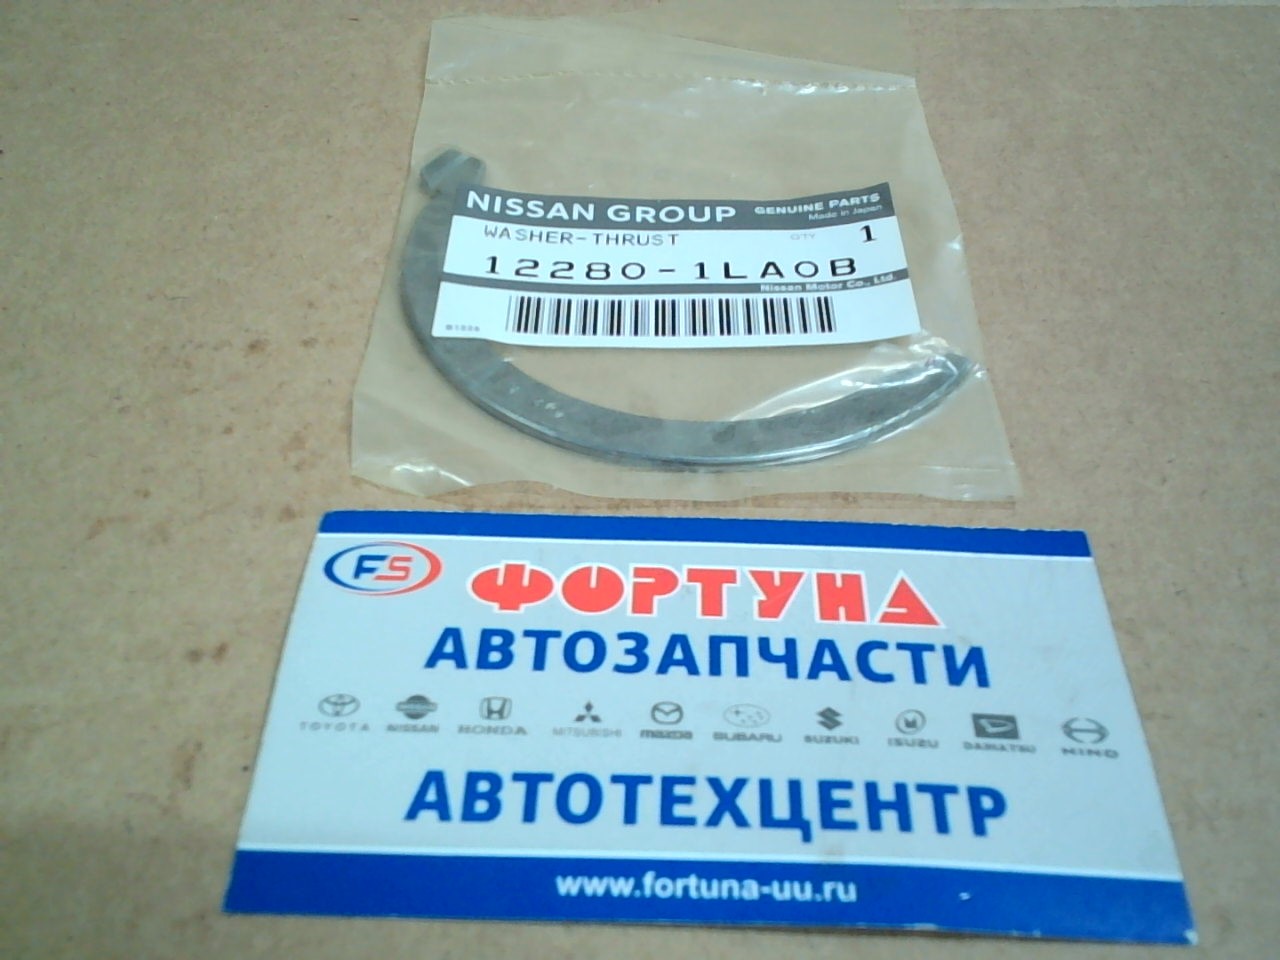 NISSAN GROUP GENUINE PARTS
Made in Japan
WASHER-THRUST QTY 1
12280-1LA0B
Nissan Motor Co., Ltd.
FS ФОРТУНА
АВТОЗАПЧАСТИ
TOYOTA NISSAN HONDA MITSUBISHI mazda SUBARU SUZUKI ISUZU DAIHATSU HINO
АВТОТЕХЦЕНТР
www.fortuna-uu.ru